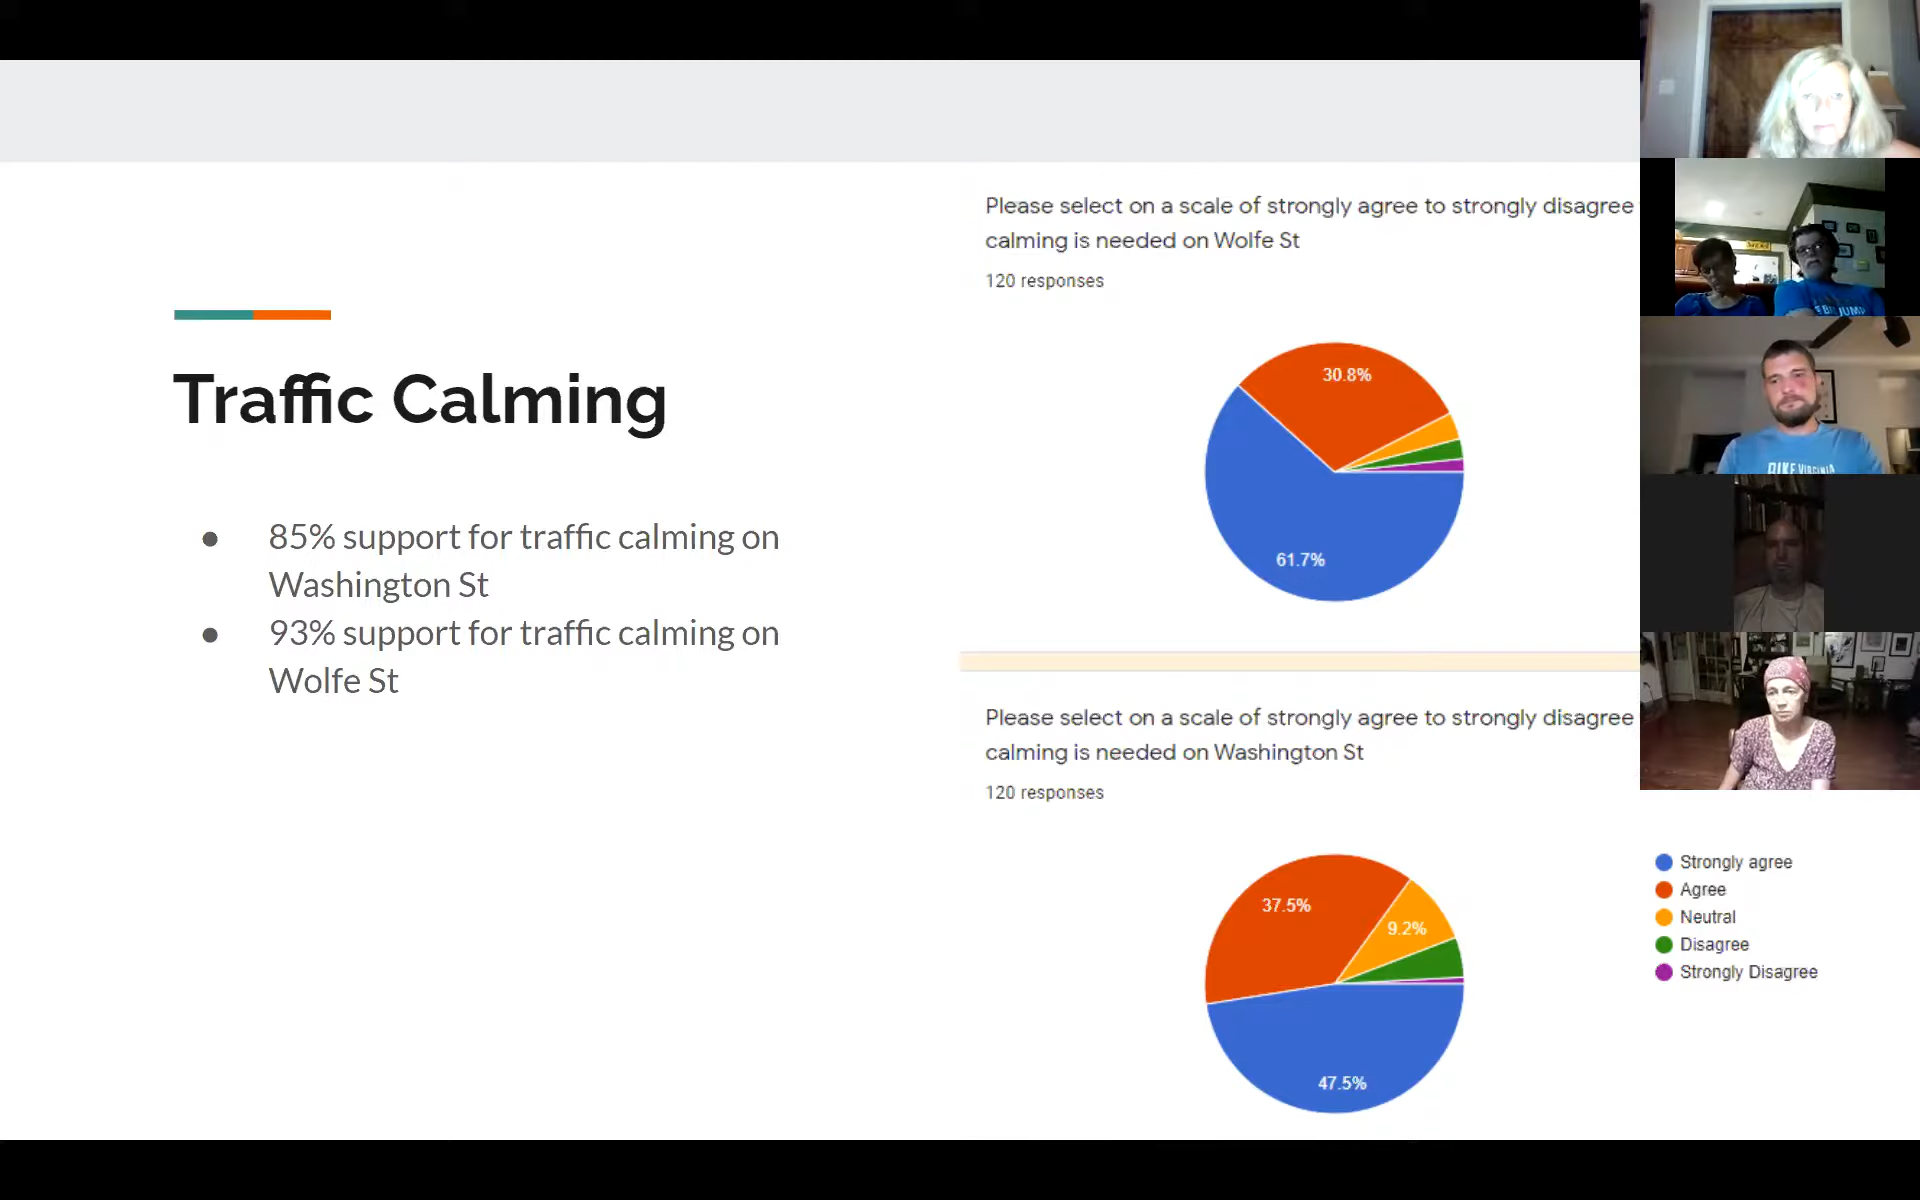 Traffic Calming
● 85% support for traffic calming on
Washington St
● 93% support for traffic calming on
Wolfe St
Please select on a scale of strongly agree to strongly disagree
calming is needed on Wolfe St
120 responses
30.8%
61.7%
Please select on a scale of strongly agree to strongly disagree
calming is needed on Washington St
120 responses
37.5%
9.2%
47.5%
Strongly agree
Agree
Neutral
Disagree
Strongly Disagree
JUMP
BIKE VIRGINIA